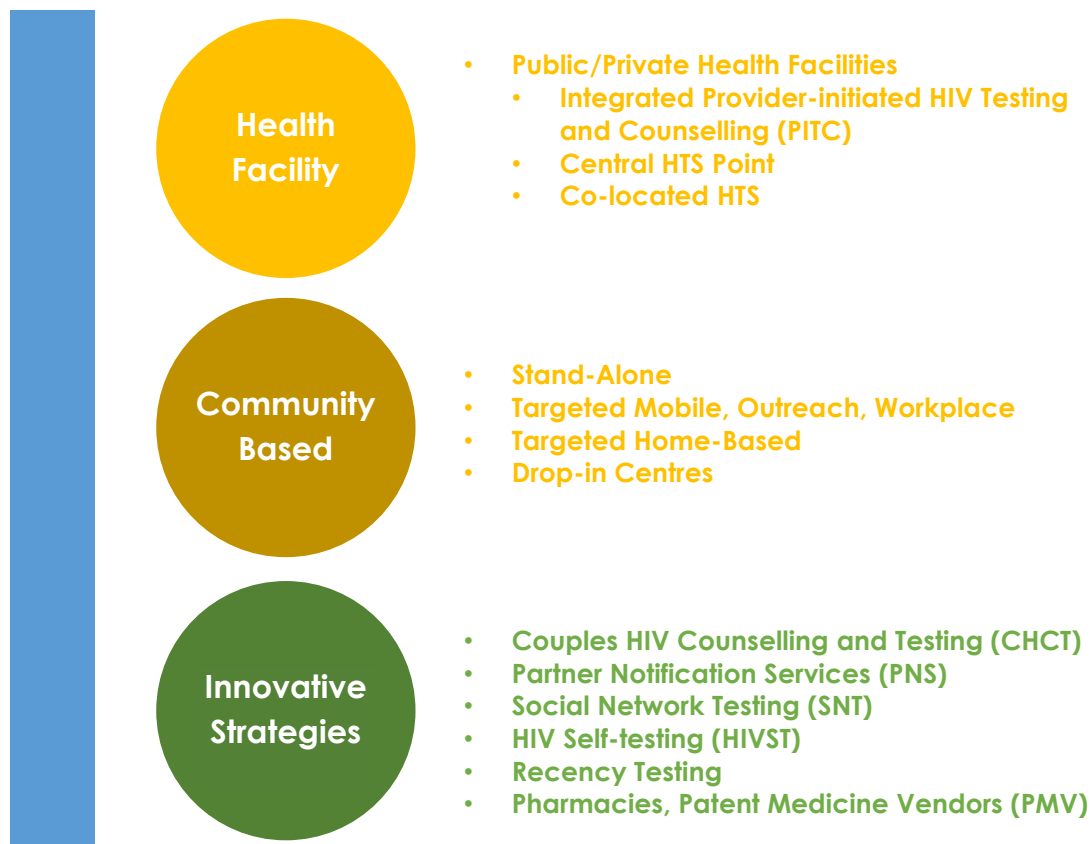 Health
Facility
• Public/Private Health Facilities
• Integrated Provider-initiated HIV Testing
and Counselling (PITC)
• Central HTS Point
• Co-located HTS
Community
Based
• Stand-Alone
• Targeted Mobile, Outreach, Workplace
• Targeted Home-Based
• Drop-in Centres
Innovative
Strategies
• Couples HIV Counselling and Testing (CHCT)
• Partner Notification Services (PNS)
• Social Network Testing (SNT)
• HIV Self-testing (HIVST)
• Recency Testing
• Pharmacies, Patent Medicine Vendors (PMV)